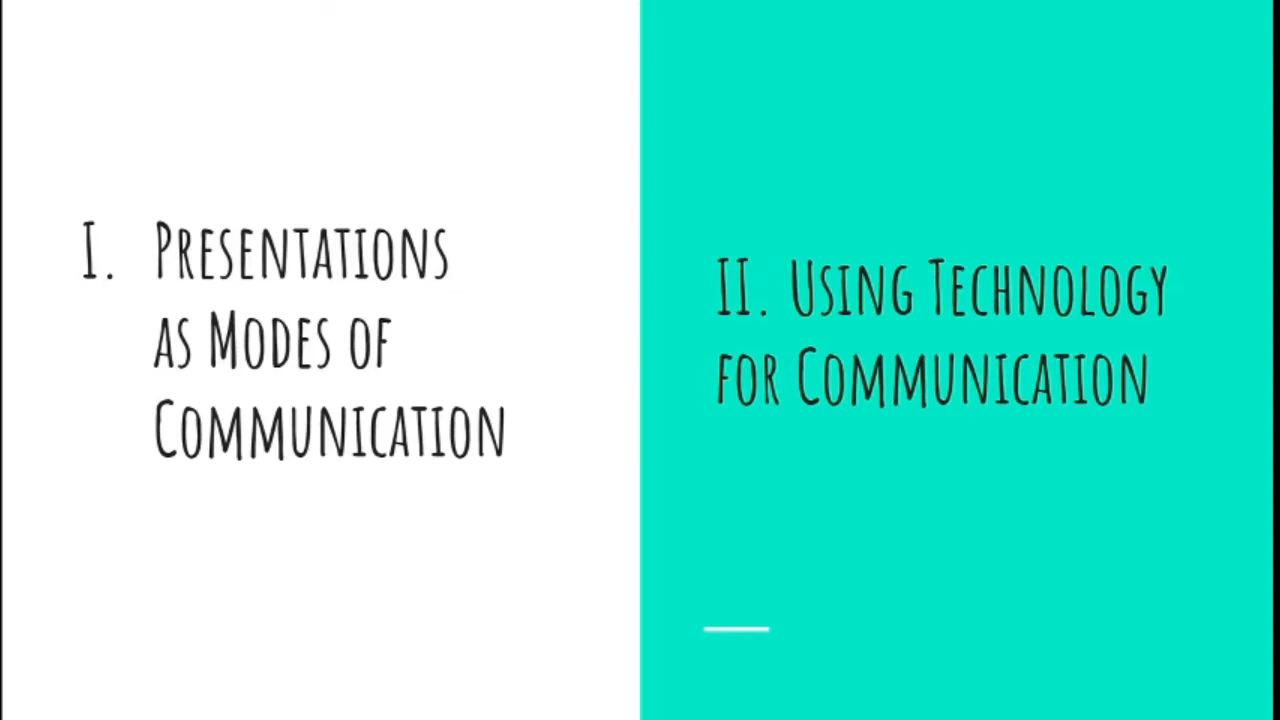 I. Presentations
as Modes of
Communication
II. Using Technology
for Communication